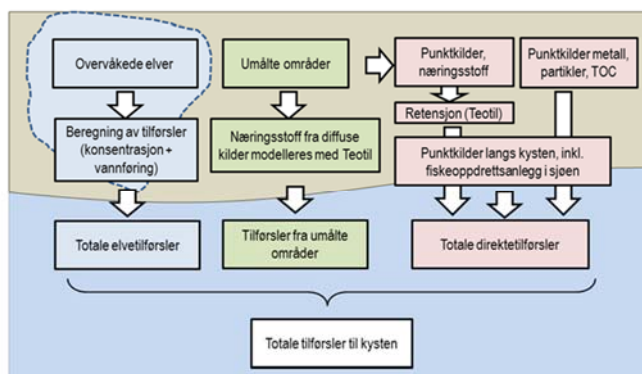 Overvåkede elver
Umålte områder
Punktkilder,
næringsstoff
Punktkilder metall,
partikler, TOC
Retensjon (Teotil)
Beregning av tilførsler
(konsentrasjon +
vannføring)
Næringsstoff fra diffuse
kilder modelleres med Teotil
Punktkilder langs kysten, inkl.
fiskeoppdrettsanlegg i sjøen
Totale elvetilførsler
Tilførsler fra umålte
områder
Totale direktetilførsler
Totale tilførsler til kysten